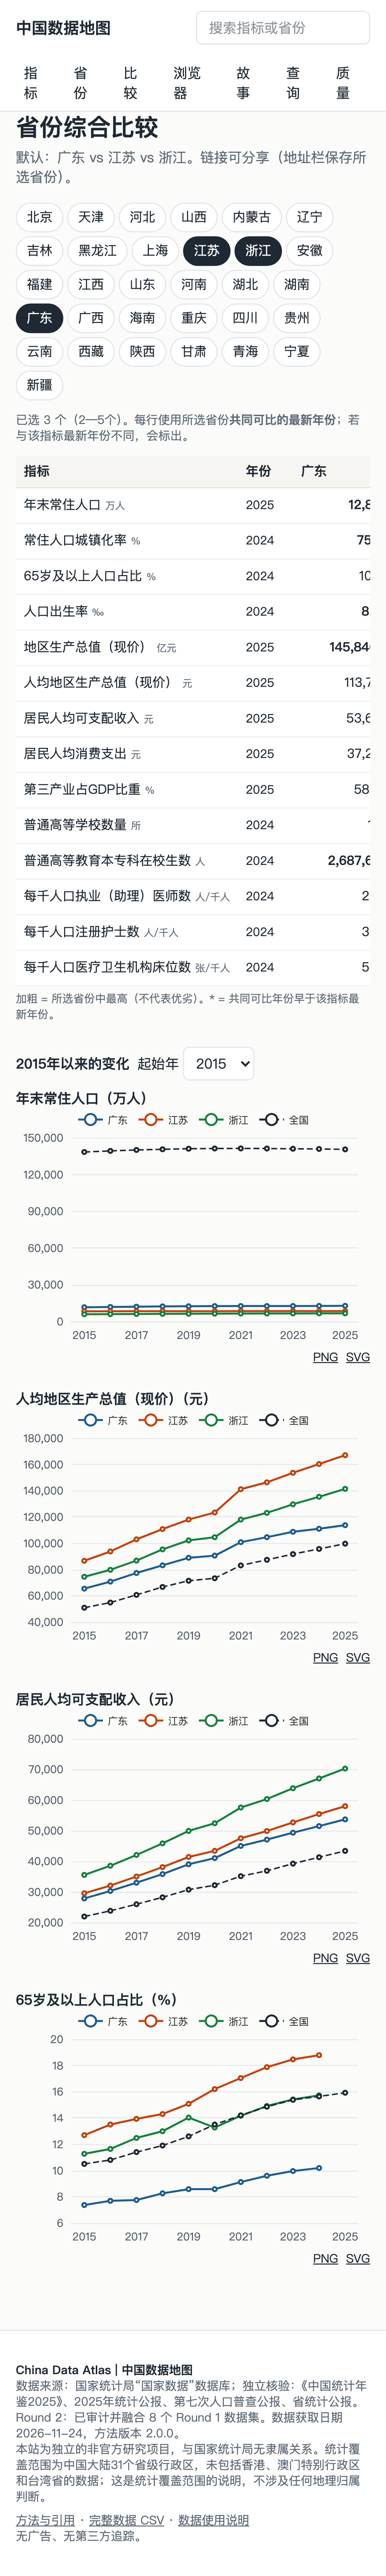 中国数据地图
搜索指标或省份
指标 省份 比较 浏览器 故事 查询 质量
省份综合比较
默认：广东 vs 江苏 vs 浙江。链接可分享（地址栏保存所
选省份）。
北京 天津 河北 山西 内蒙古 辽宁
吉林 黑龙江 上海 江苏 浙江 安徽
福建 江西 山东 河南 湖北 湖南
广东 广西 海南 重庆 四川 贵州
云南 西藏 陕西 甘肃 青海 宁夏
新疆
已选 3 个（2—5个）。每行使用所选省份共同可比的最新年份；若
与该指标最新年份不同，会标出。
指标 年份 广东
年末常住人口 万人 2025 12,8
常住人口城镇化率 % 2024 75
65岁及以上人口占比 % 2024 10
人口出生率 ‰ 2024 8
地区生产总值（现价） 亿元 2025 145,84
人均地区生产总值（现价） 元 2025 113,7
居民人均可支配收入 元 2025 53,6
居民人均消费支出 元 2025 37,2
第三产业占GDP比重 % 2025 58
普通高等学校数量 所 2024 1
普通高等教育本专科在校生数 人 2024 2,687,6
每千人口执业（助理）医师数 人/千人 2024 2
每千人口注册护士数 人/千人 2024 3
每千人口医疗卫生机构床位数 张/千人 2024 5
加粗 = 所选省份中最高（不代表优劣）。* = 共同可比年份早于该指标最
新年份。
2015年以来的变化 起始年 2015
年末常住人口（万人）
广东 江苏 浙江 全国
150,000
120,000
90,000
60,000
30,000
0
2015 2017 2019 2021 2023 2025
PNG SVG
人均地区生产总值（现价）（元）
广东 江苏 浙江 全国
180,000
160,000
140,000
120,000
100,000
80,000
60,000
40,000
2015 2017 2019 2021 2023 2025
PNG SVG
居民人均可支配收入（元）
广东 江苏 浙江 全国
80,000
70,000
60,000
50,000
40,000
30,000
20,000
2015 2017 2019 2021 2023 2025
PNG SVG
65岁及以上人口占比（%）
广东 江苏 浙江 全国
20
18
16
14
12
10
8
6
2015 2017 2019 2021 2023 2025
PNG SVG
China Data Atlas | 中国数据地图
数据来源：国家统计局“国家数据”数据库；独立核验：《中国统计年
鉴2025》、2025年统计公报、第七次人口普查公报、省统计公报。
Round 2：已审计并融合 8 个 Round 1 数据集。数据获取日期
2026-11-24，方法版本 2.0.0。
本站为独立的非官方研究项目，与国家统计局无隶属关系。统计覆
盖范围为中国大陆31个省级行政区，未包括香港、澳门特别行政区
和台湾省的数据；这是统计覆盖范围的说明，不涉及任何地理归属
判断。
方法与引用 · 完整数据 CSV · 数据使用说明
无广告、无第三方追踪。